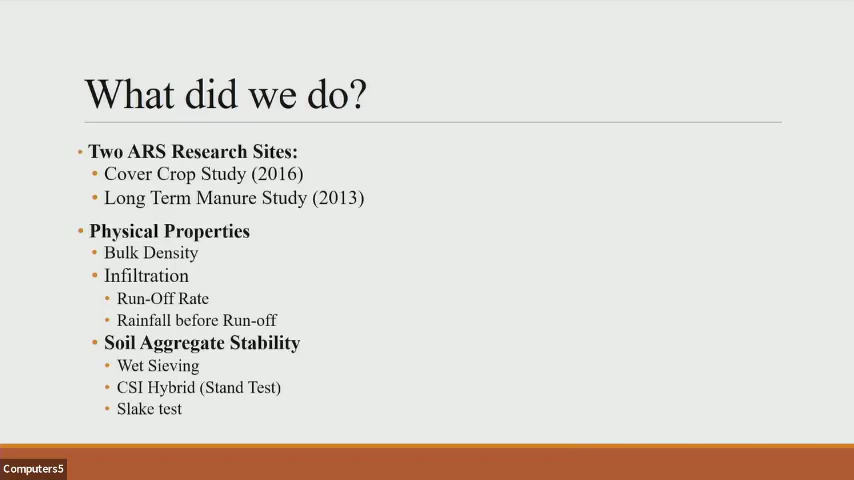 What did we do?
Two ARS Research Sites:
Cover Crop Study (2016)
Long Term Manure Study (2013)
Physical Properties
Bulk Density
Infiltration
Run-Off Rate
Rainfall before Run-off
Soil Aggregate Stability
Wet Sieving
CSI Hybrid (Stand Test)
Slake test
Computers5